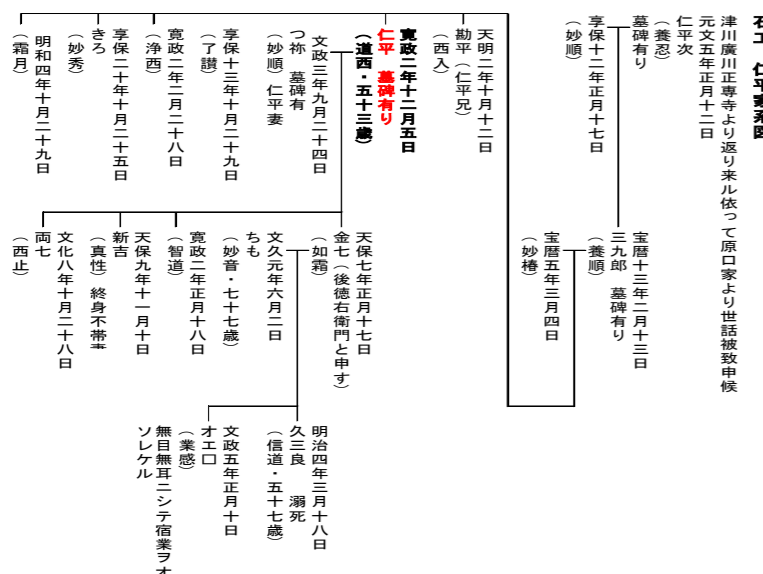 石工 仁平家系図
津川廣川正専寺より返り来ル依って原口家より世話被致申候
元文五年正月十二日
仁平次
(養忍)
墓碑有り
享保十二年正月十七日
(妙順)
宝暦十三年二月十三日
三九郎 墓碑有り
(養順)
宝暦五年三月四日
(妙椿)
天明二年十月十二日
勘平(仁平兄)
(西入)
寛政二年十二月五日
仁平 墓碑有り
(道西・五十三歳)
文政三年九月二十四日
つ祢 墓碑有
(妙順)仁平妻
享保十三年十月二十九日
(了讃)
寛政二年二月二十八日
(浄西)
享保二十年十月二十五日
きろ
(妙秀)
明和四年十月二十九日
(霜月)
天保七年正月十七日
金七(後徳右衛門と申す)
(如霜)
文久元年六月二日
ちも
(妙音・七十七歳)
寛政二年正月十八日
(智道)
天保九年十一月十日
新吉
(真性)終身不帯妻
文化八年十月二十八日
両七
(西止)
明治四年三月十八日
久三良 溺死
(信道・五十七歳)
文政五年正月十日
オエ口
(業感)
無目無耳ニシテ宿業ヲオ
ソレケル